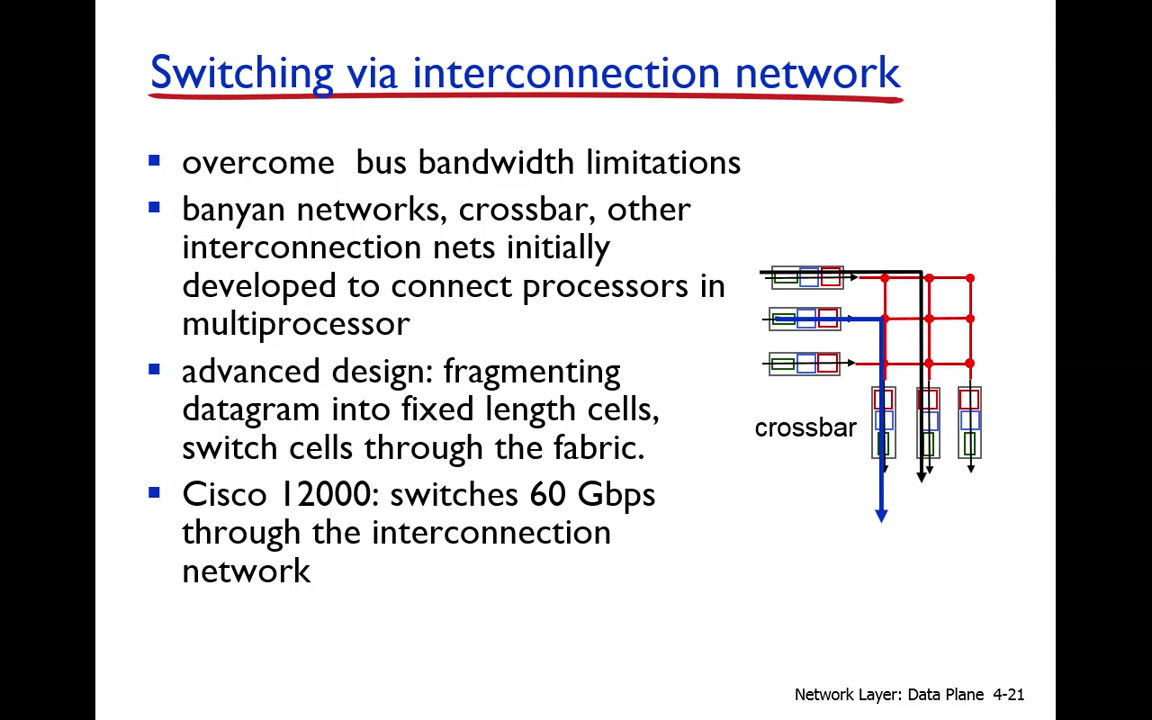 Switching via interconnection network
overcome  bus bandwidth limitations
banyan networks, crossbar, other
interconnection nets initially
developed to connect processors in
multiprocessor
advanced design: fragmenting
datagram into fixed length cells,
switch cells through the fabric.
Cisco 12000: switches 60 Gbps
through the interconnection
network
crossbar
Network Layer: Data Plane 4-21